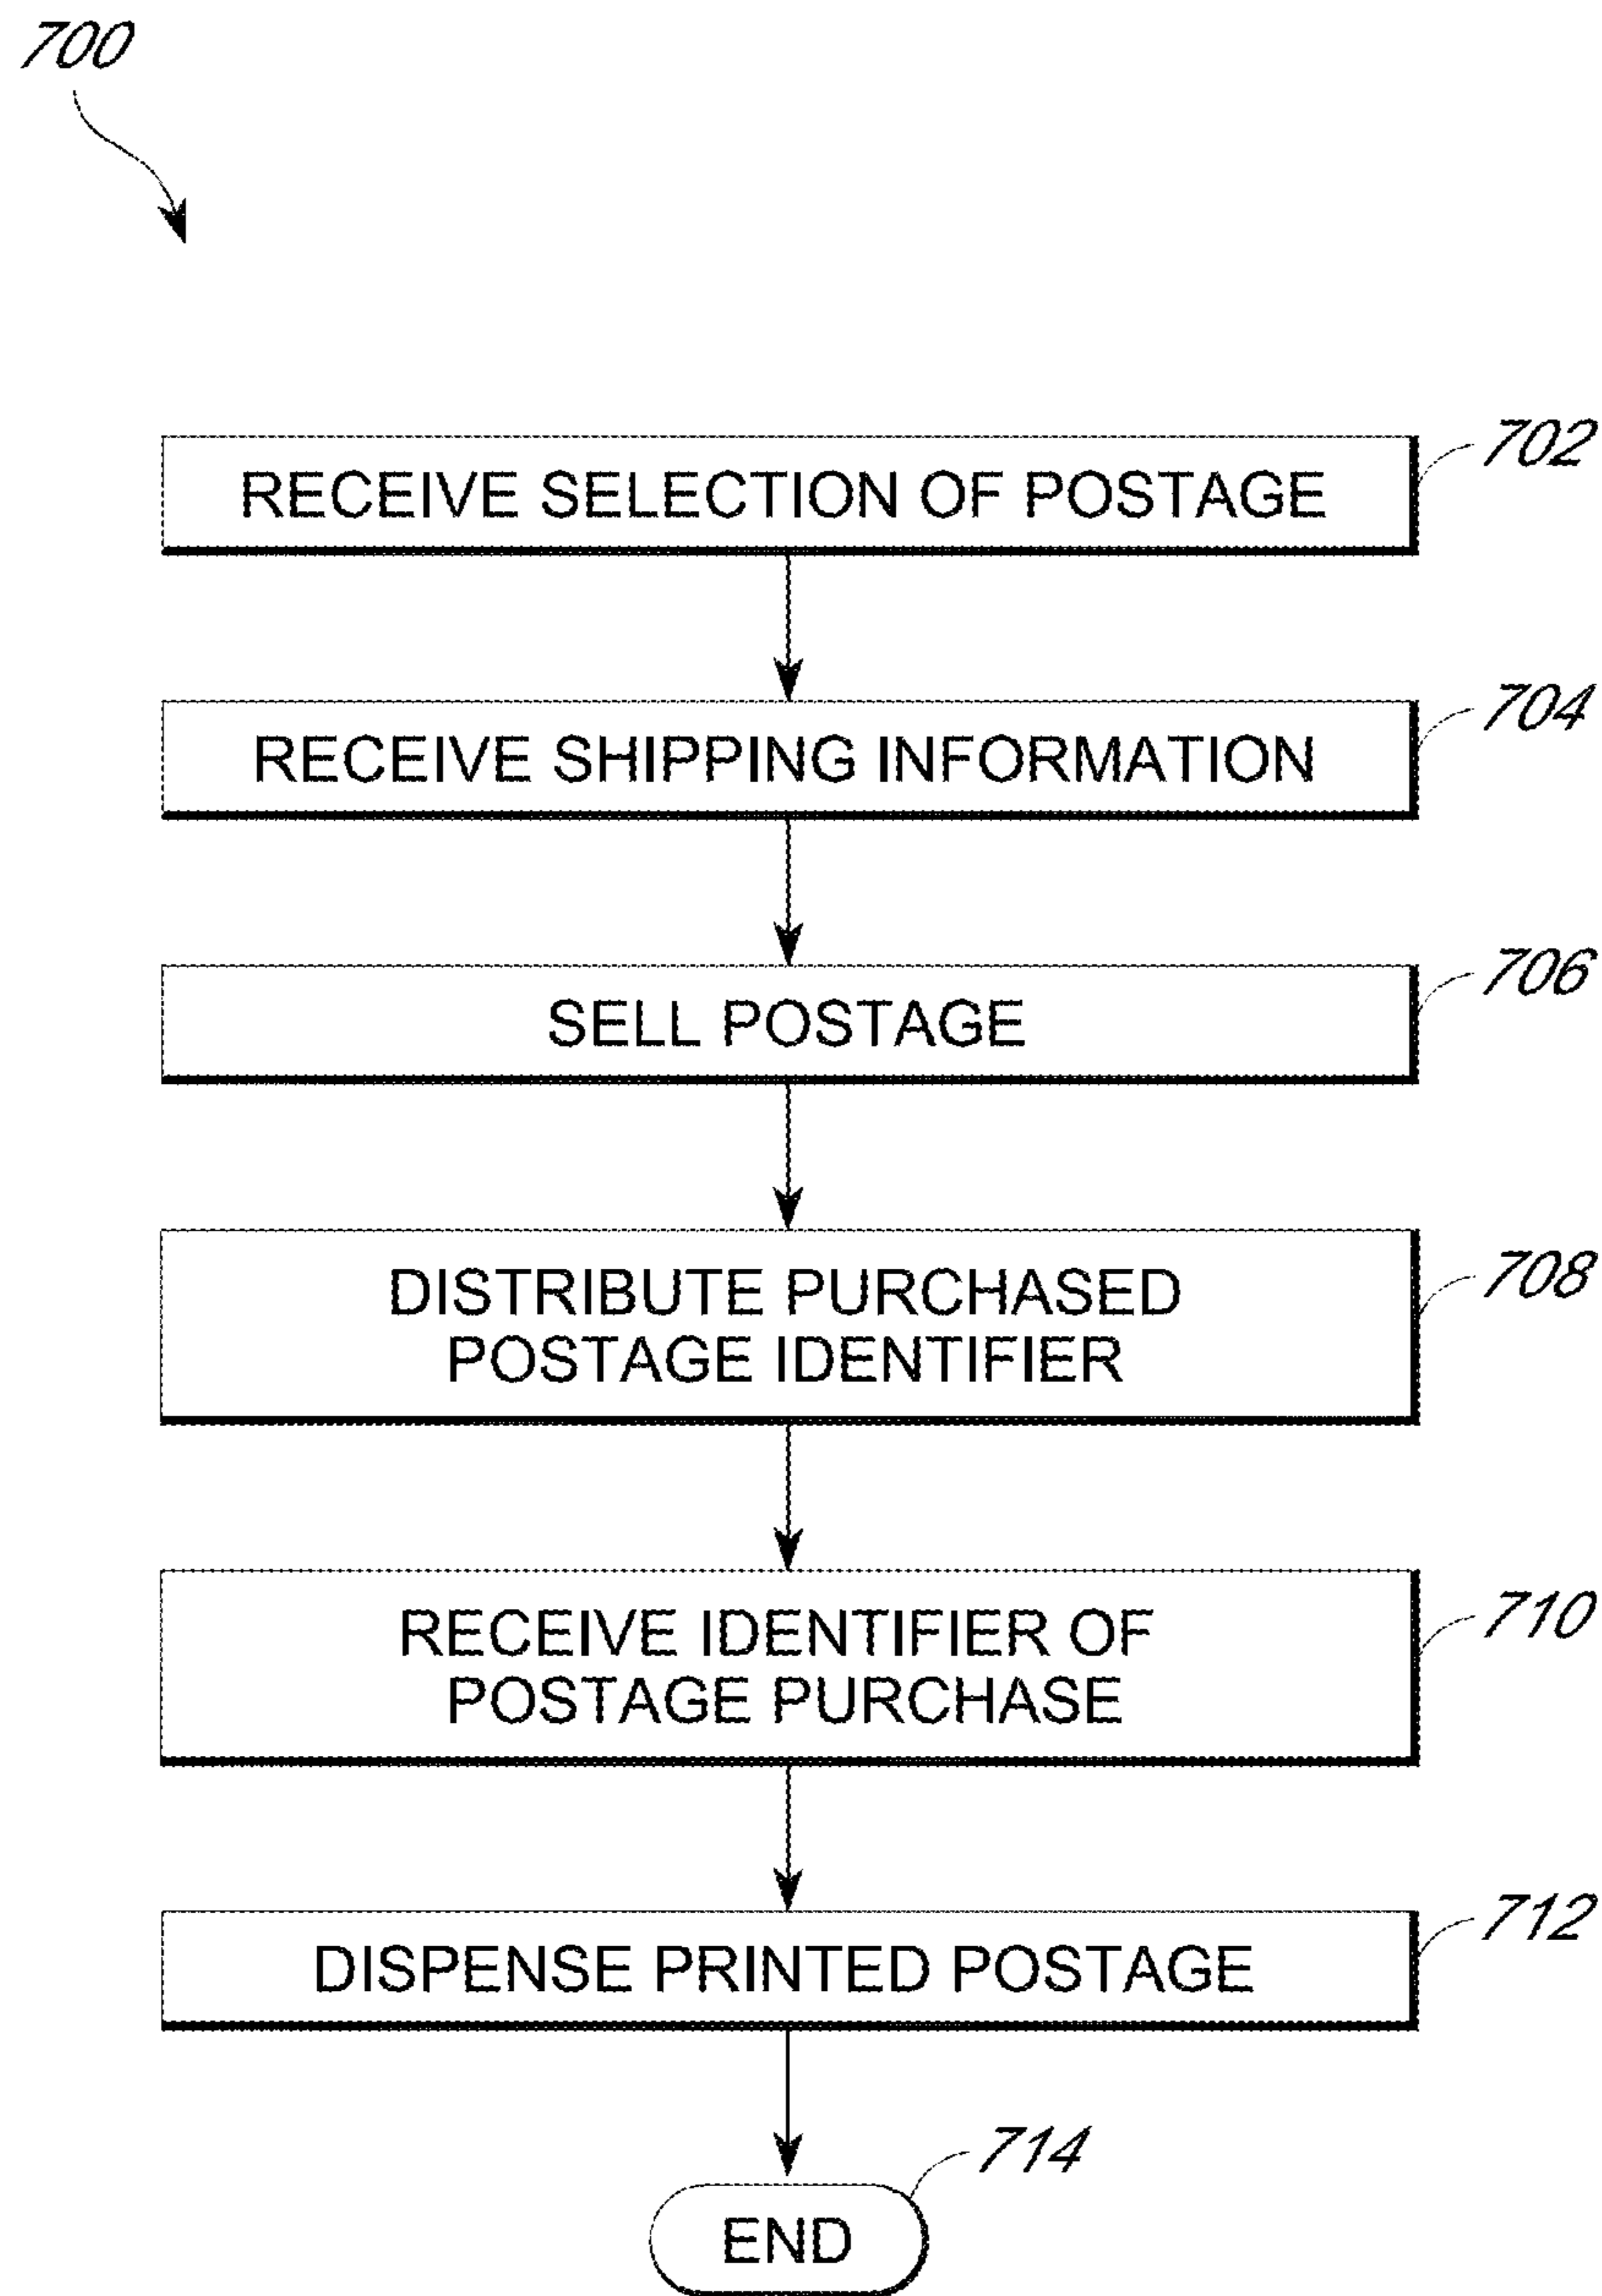 700
RECEIVE SELECTION OF POSTAGE
702
RECEIVE SHIPPING INFORMATION
704
SELL POSTAGE
706
DISTRIBUTE PURCHASED
POSTAGE IDENTIFIER
708
RECEIVE IDENTIFIER OF
POSTAGE PURCHASE
710
DISPENSE PRINTED POSTAGE
712
END
714